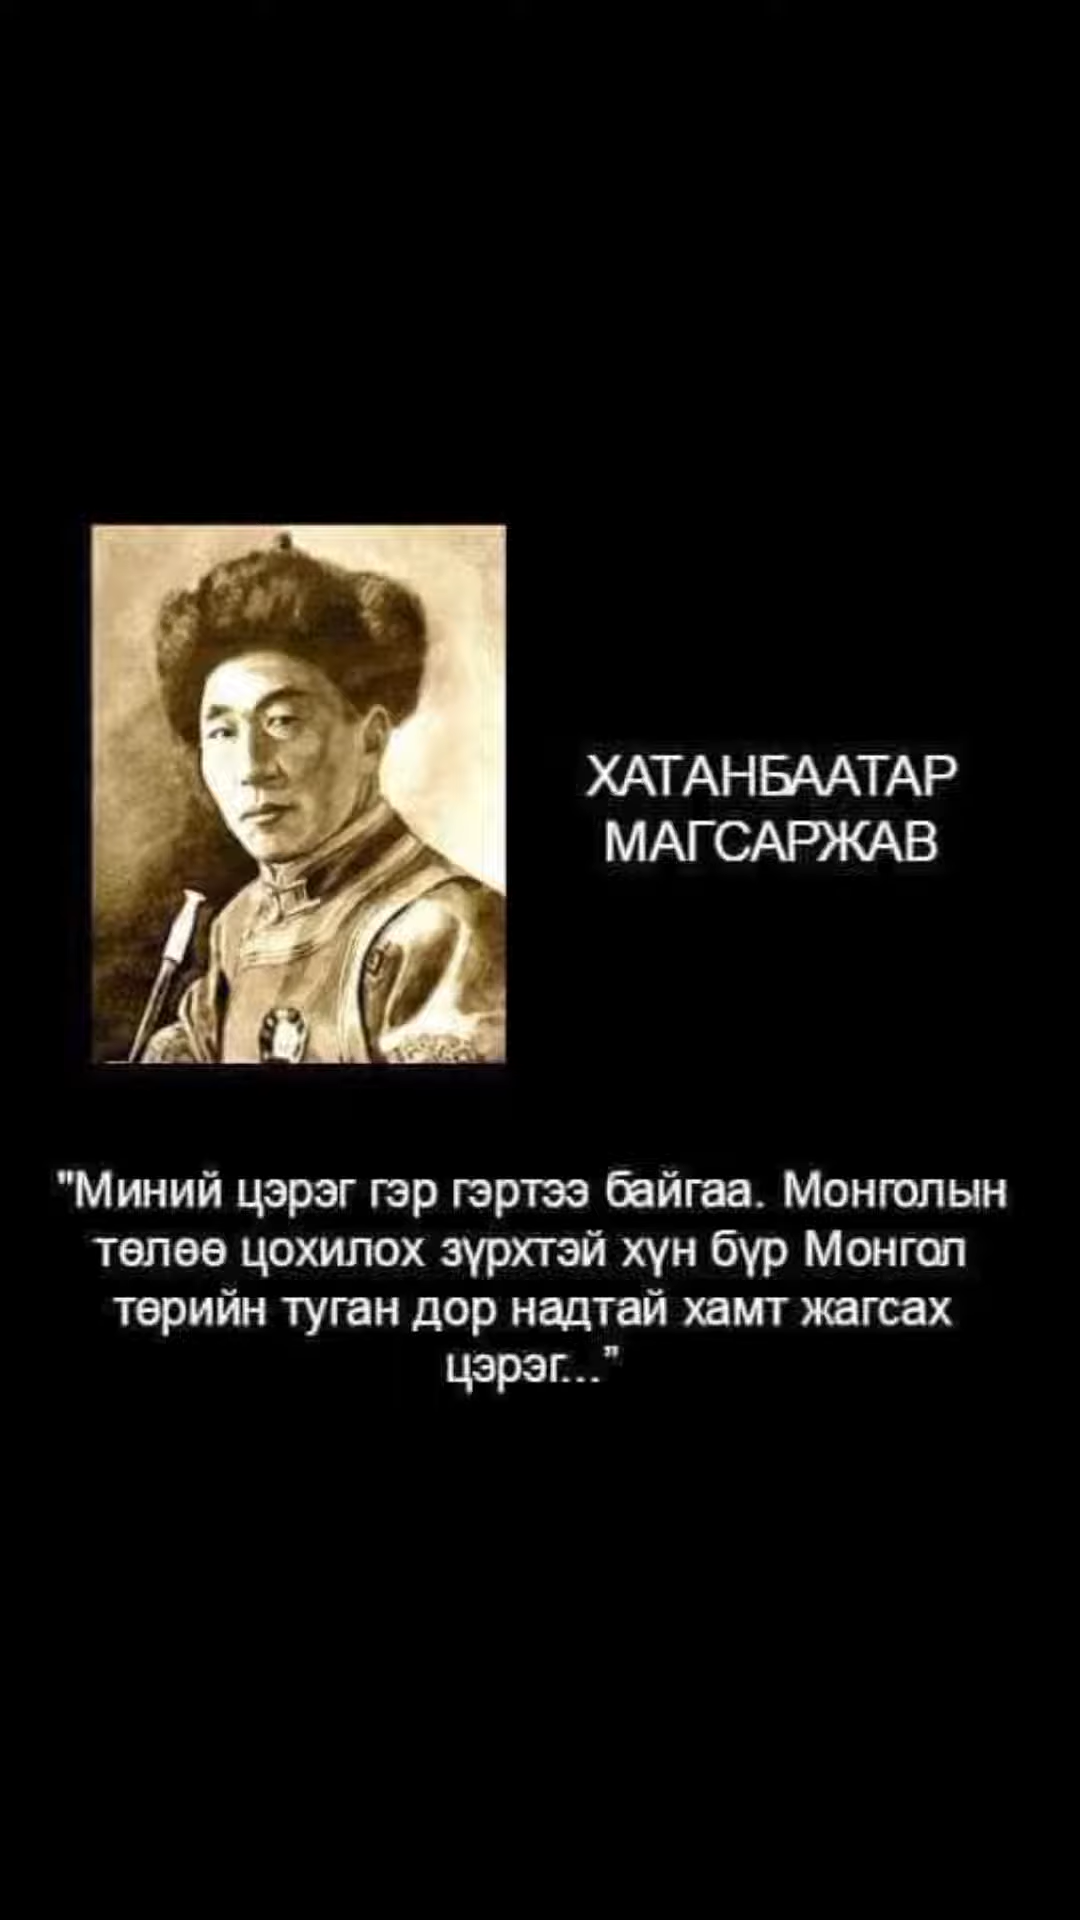 ХАТАНБААТАР
МАГСАРЖАВ
"Миний цэрэг гэр гэртээ байгаа. Монголын
төлөө цохилох зүрхтэй хүн бүр Монгол
төрийн туган дор надтай хамт жагсах
цэрэг..."